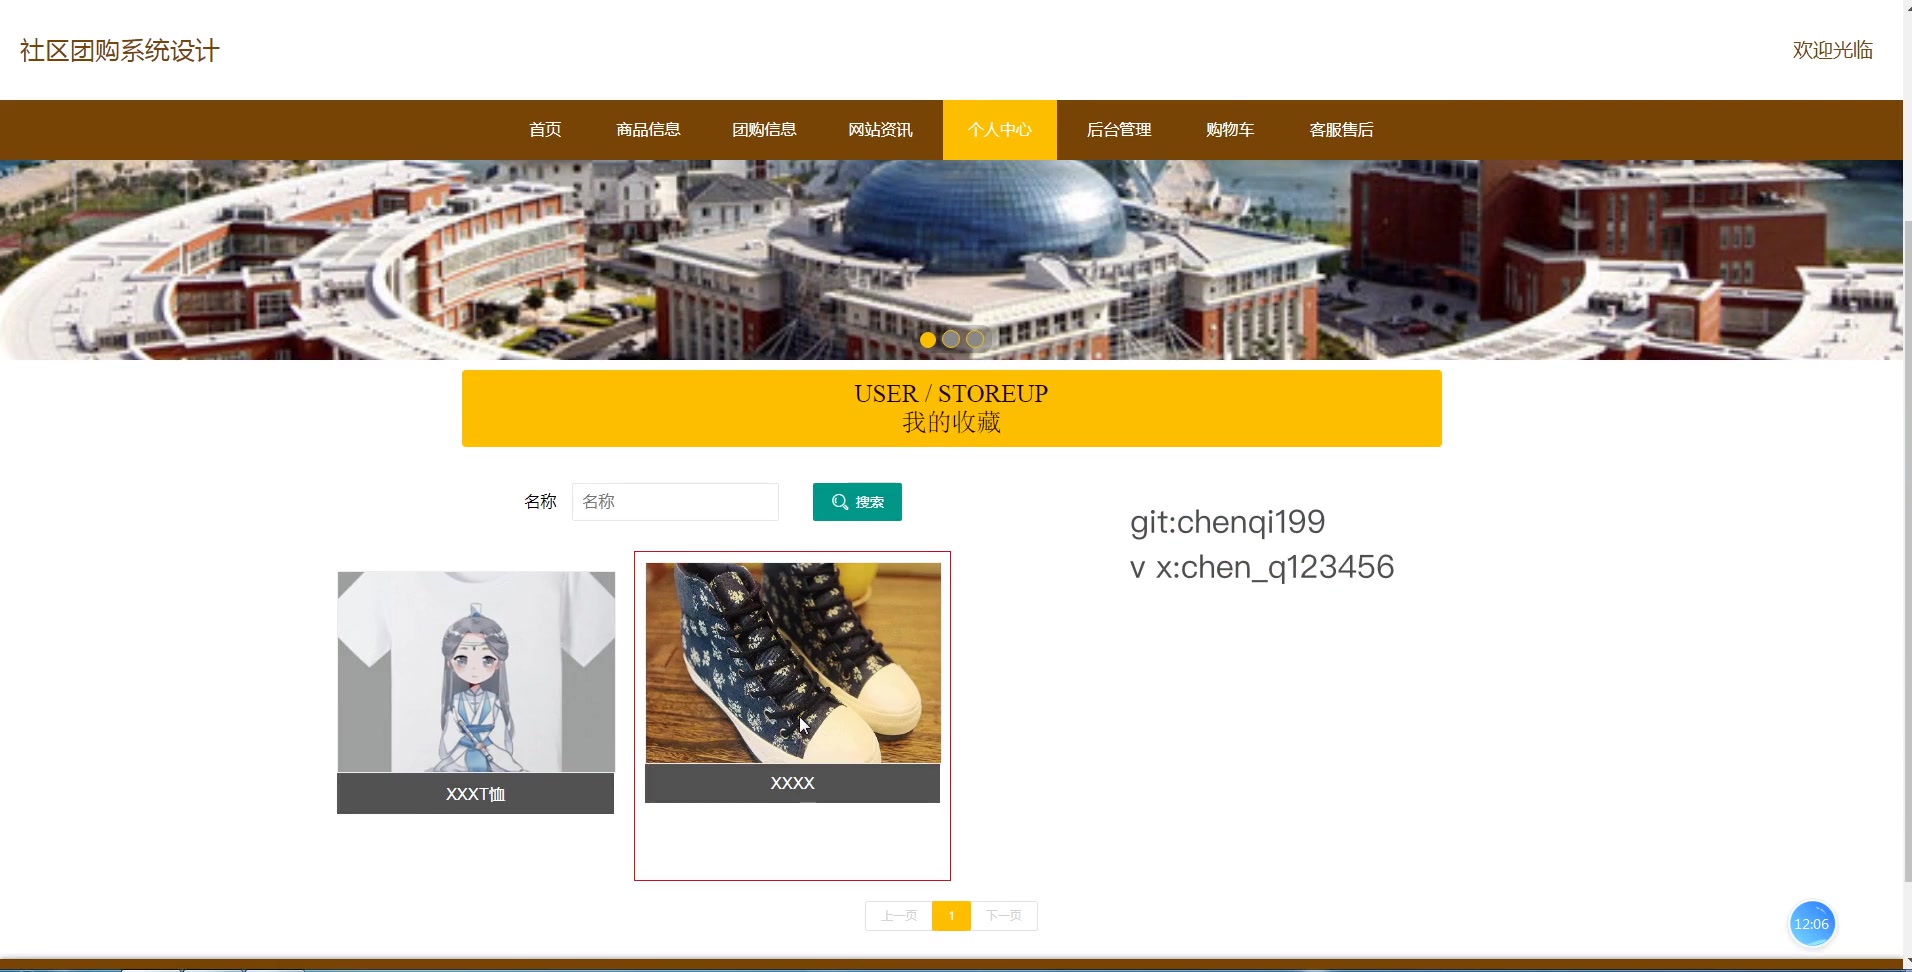 社区团购系统设计
欢迎光临
首页 商品信息 团购信息 网站资讯 个人中心 后台管理 购物车 客服售后
USER / STOREUP
我的收藏
名称 名称 搜索
git:chenqi199
v x:chen_q123456
XXXT恤
XXXX
上一页 1 下一页
12:06